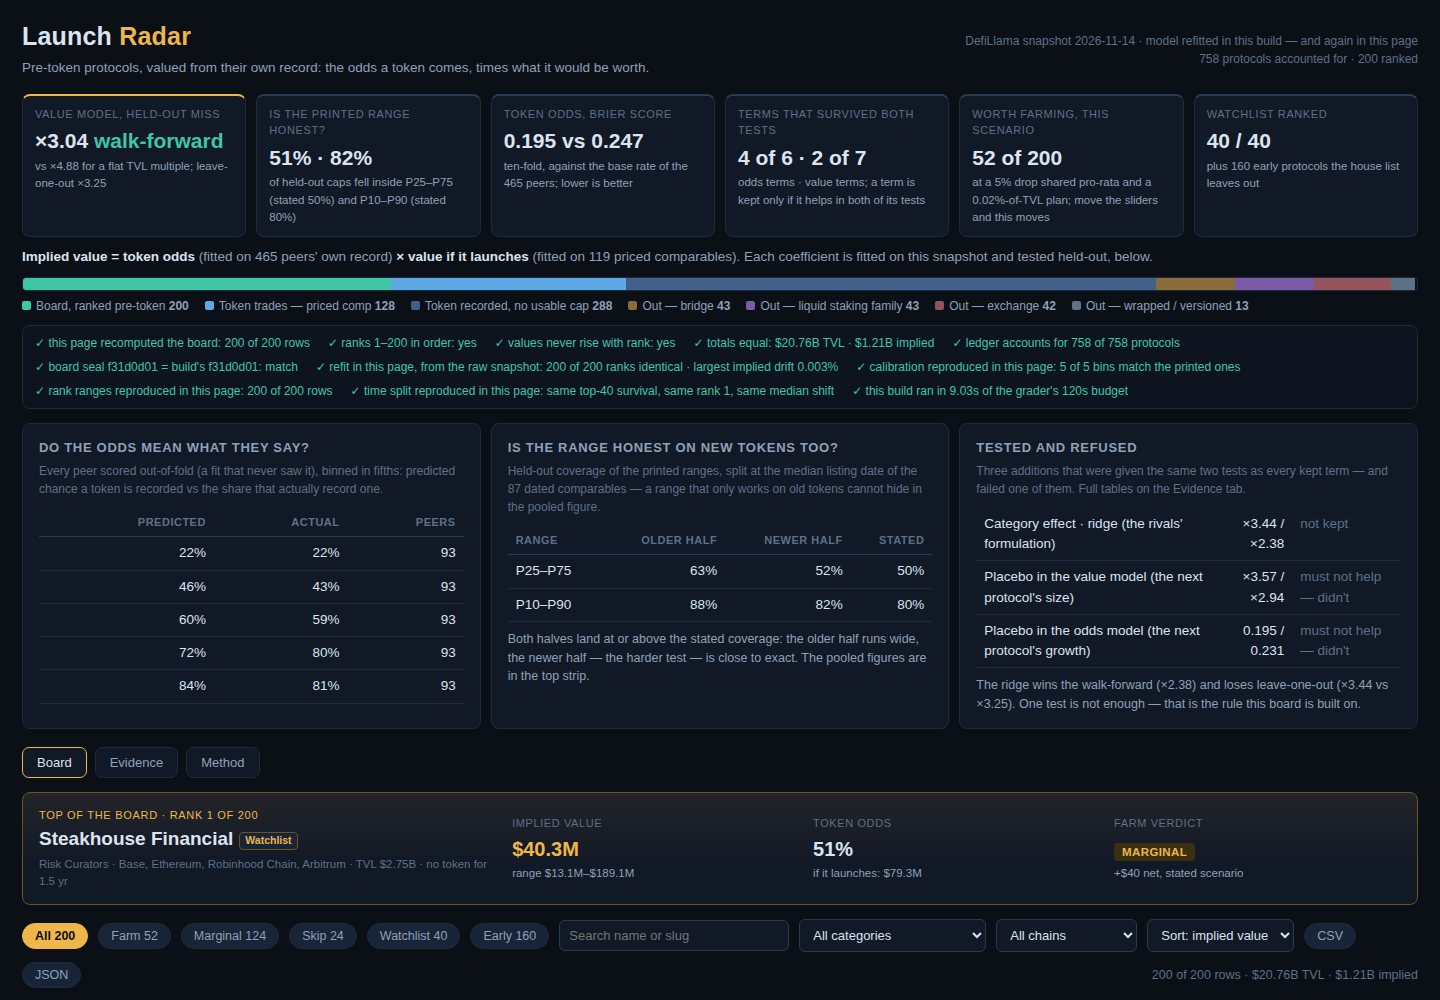 Launch Radar
DefiLlama snapshot 2026-11-14 · model refitted in this build — and again in this page
Pre-token protocols, valued from their own record: the odds a token comes, times what it would be worth.
758 protocols accounted for · 200 ranked
VALUE MODEL, HELD-OUT MISS
×3.04 walk-forward
vs ×4.88 for a flat TVL multiple; leave-
one-out ×3.25
IS THE PRINTED RANGE
HONEST?
51% · 82%
of held-out caps fell inside P25–P75
(stated 50%) and P10–P90 (stated
80%)
TOKEN ODDS, BRIER SCORE
0.195 vs 0.247
ten-fold, against the base rate of the
465 peers; lower is better
TERMS THAT SURVIVED BOTH
TESTS
4 of 6 · 2 of 7
odds terms · value terms; a term is
kept only if it helps in both of its tests
WORTH FARMING, THIS
SCENARIO
52 of 200
at a 5% drop shared pro-rata and a
0.02%-of-TVL plan; move the sliders
and this moves
WATCHLIST RANKED
40 / 40
plus 160 early protocols the house list
leaves out
Implied value = token odds (fitted on 465 peers' own record) × value if it launches (fitted on 119 priced comparables). Each coefficient is fitted on this snapshot and tested held-out, below.
Board, ranked pre-token 200 Token trades — priced comp 128 Token recorded, no usable cap 288 Out — bridge 43 Out — liquid staking family 43 Out — exchange 42 Out — wrapped / versioned 13
✓ this page recomputed the board: 200 of 200 rows ✓ ranks 1–200 in order: yes ✓ values never rise with rank: yes ✓ totals equal: $20.76B TVL · $1.21B implied ✓ ledger accounts for 758 of 758 protocols
✓ board seal f31d0d01 = build's f31d0d01: match ✓ refit in this page, from the raw snapshot: 200 of 200 ranks identical · largest implied drift 0.003% ✓ calibration reproduced in this page: 5 of 5 bins match the printed ones
✓ rank ranges reproduced in this page: 200 of 200 rows ✓ time split reproduced in this page: same top-40 survival, same rank 1, same median shift ✓ this build ran in 9.03s of the grader's 120s budget
DO THE ODDS MEAN WHAT THEY SAY?
Every peer scored out-of-fold (a fit that never saw it), binned in fifths: predicted
chance a token is recorded vs the share that actually record one.
PREDICTED ACTUAL PEERS
22% 22% 93
46% 43% 93
60% 59% 93
72% 80% 93
84% 81% 93
IS THE RANGE HONEST ON NEW TOKENS TOO?
Held-out coverage of the printed ranges, split at the median listing date of the
87 dated comparables — a range that only works on old tokens cannot hide in
the pooled figure.
RANGE OLDER HALF NEWER HALF STATED
P25–P75 63% 52% 50%
P10–P90 88% 82% 80%
Both halves land at or above the stated coverage: the older half runs wide,
the newer half — the harder test — is close to exact. The pooled figures are
in the top strip.
TESTED AND REFUSED
Three additions that were given the same two tests as every kept term — and
failed one of them. Full tables on the Evidence tab.
Category effect · ridge (the rivals' ×3.44 / not kept
formulation) ×2.38
Placebo in the value model (the next ×3.57 / must not help
protocol's size) ×2.94 — didn't
Placebo in the odds model (the next 0.195 / must not help
protocol's growth) 0.231 — didn't
The ridge wins the walk-forward (×2.38) and loses leave-one-out (×3.44 vs
×3.25). One test is not enough — that is the rule this board is built on.
Board Evidence Method
TOP OF THE BOARD · RANK 1 OF 200
Steakhouse Financial Watchlist
Risk Curators · Base, Ethereum, Robinhood Chain, Arbitrum · TVL $2.75B · no token for
1.5 yr
IMPLIED VALUE
$40.3M
range $13.1M–$189.1M
TOKEN ODDS
51%
if it launches: $79.3M
FARM VERDICT
MARGINAL
+$40 net, stated scenario
All 200 Farm 52 Marginal 124 Skip 24 Watchlist 40 Early 160 Search name or slug All categories All chains Sort: implied value CSV
JSON 200 of 200 rows · $20.76B TVL · $1.21B implied